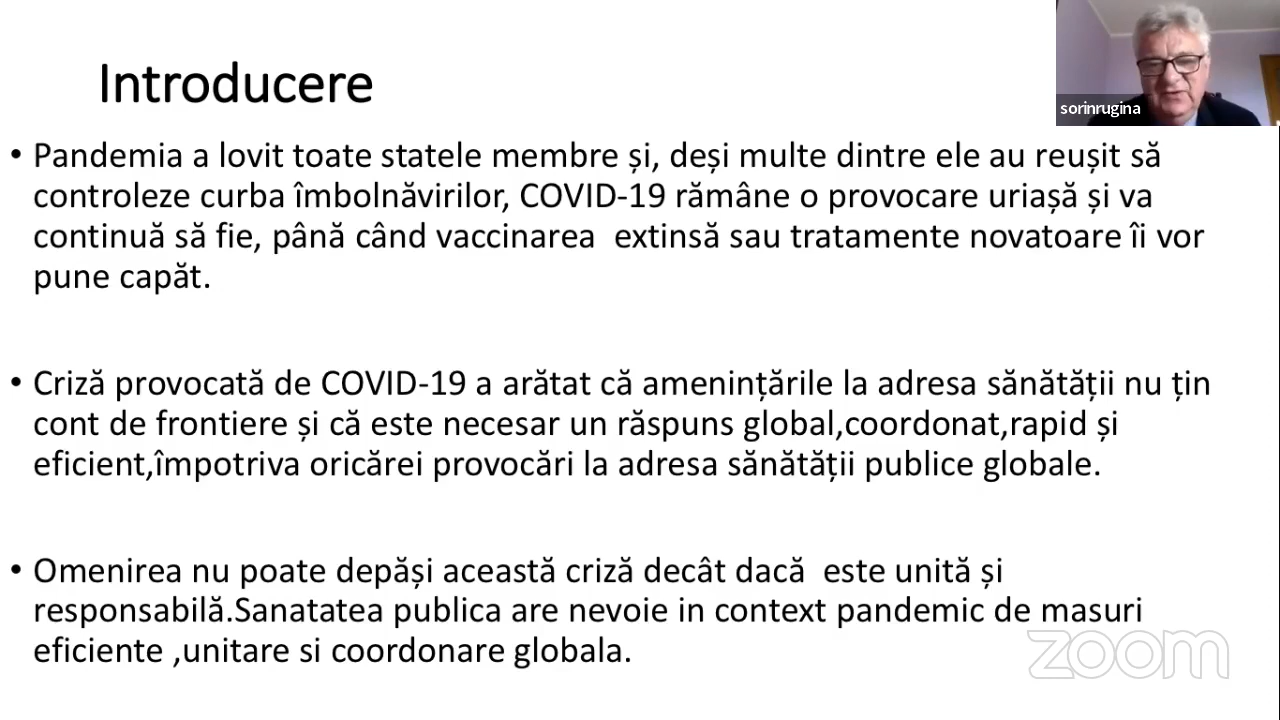 Introducere
sorinrugina
• Pandemia a lovit toate statele membre și, deși multe dintre ele au reușit să
controleze curba îmbolnăvirilor, COVID-19 rămâne o provocare uriașă și va
continuă să fie, până când vaccinarea  extinsă sau tratamente novatoare îi vor
pune capăt.
• Criză provocată de COVID-19 a arătat că amenințările la adresa sănătății nu țin
cont de frontiere și că este necesar un răspuns global,coordonat,rapid și
eficient,împotriva oricărei provocări la adresa sănătății publice globale.
• Omenirea nu poate depăși această criză decât dacă  este unită și
responsabilă.Sanatatea publica are nevoie in context pandemic de masuri
eficiente ,unitare si coordonare globala.
zoom